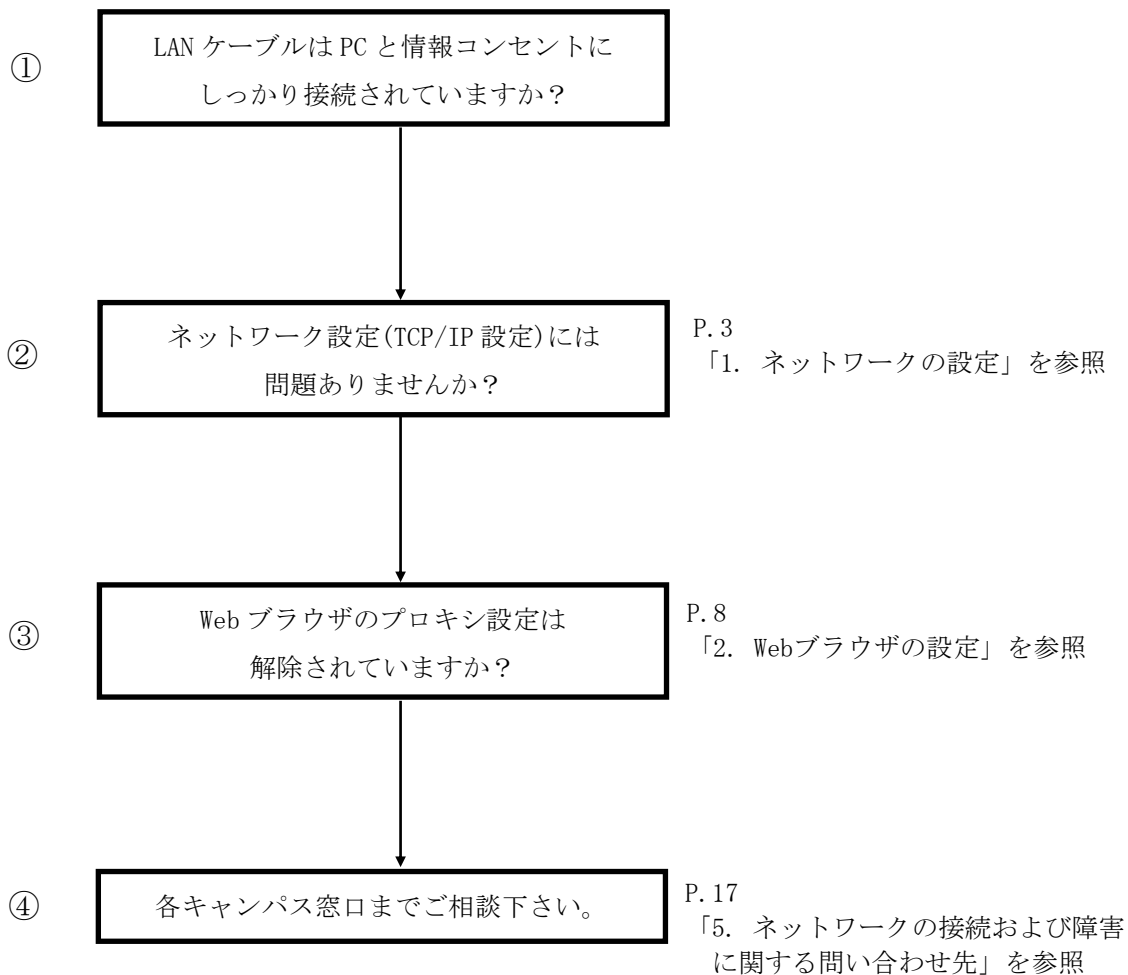 ①
LAN ケーブルは PC と情報コンセントに
しっかり接続されていますか？
②
ネットワーク設定(TCP/IP 設定)には
問題ありませんか？
P.3
「1. ネットワークの設定」を参照
③
Web ブラウザのプロキシ設定は
解除されていますか？
P.8
「2. Webブラウザの設定」を参照
④
各キャンパス窓口までご相談下さい。
P.17
「5. ネットワークの接続および障害
に関する問い合わせ先」を参照